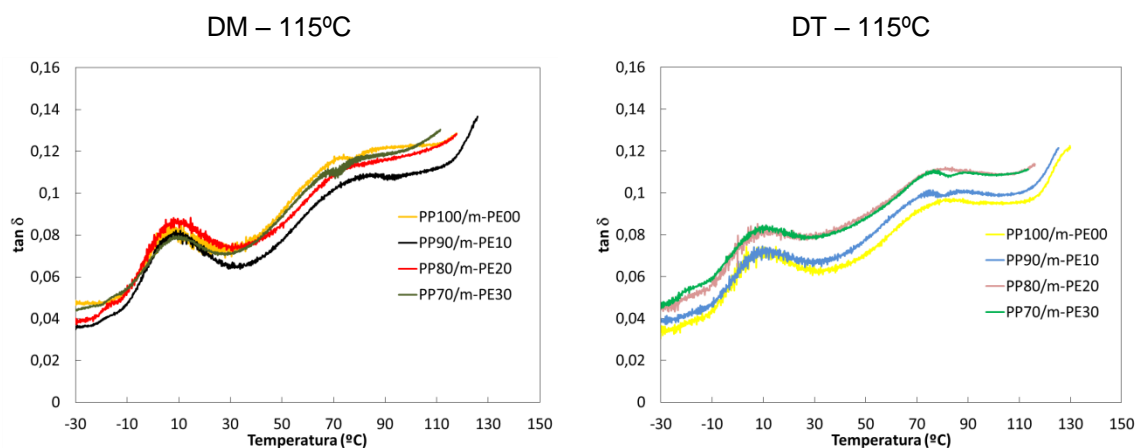 DM – 115ºC
0,16
0,14
0,12
0,1
0,08
0,06
0,04
0,02
0
tan δ
-30 -10 10 30 50 70 90 110 130 150
Temperatura (ºC)
PP100/m-PE00
PP90/m-PE10
PP80/m-PE20
PP70/m-PE30
DT – 115ºC
0,16
0,14
0,12
0,1
0,08
0,06
0,04
0,02
0
tan δ
-30 -10 10 30 50 70 90 110 130 150
Temperatura (ºC)
PP100/m-PE00
PP90/m-PE10
PP80/m-PE20
PP70/m-PE30